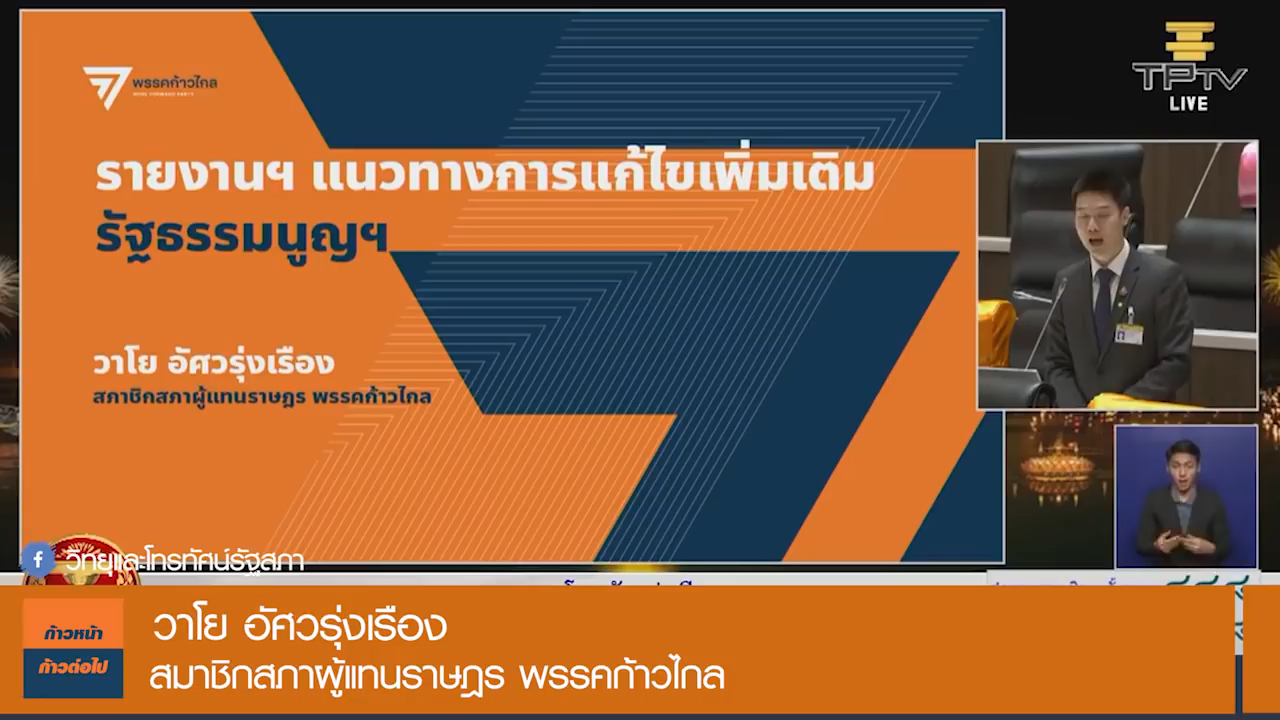 พรรคก้าวไกล
MOVE FORWARD PARTY
รายงานฯ แนวทางการแก้ไขเพิ่มเติม
รัฐธรรมนูญฯ
วาโย อัศวรุ่งเรือง
สภาชิกสภาผู้แทนราษฎร พรรคก้าวไกล
TPTV
LIVE
f วิทยุและโทรทัศน์รัฐสภา
ก้าวหน้า
ก้าวต่อไป
วาโย อัศวรุ่งเรือง
สมาชิกสภาผู้แทนราษฎร พรรคก้าวไกล